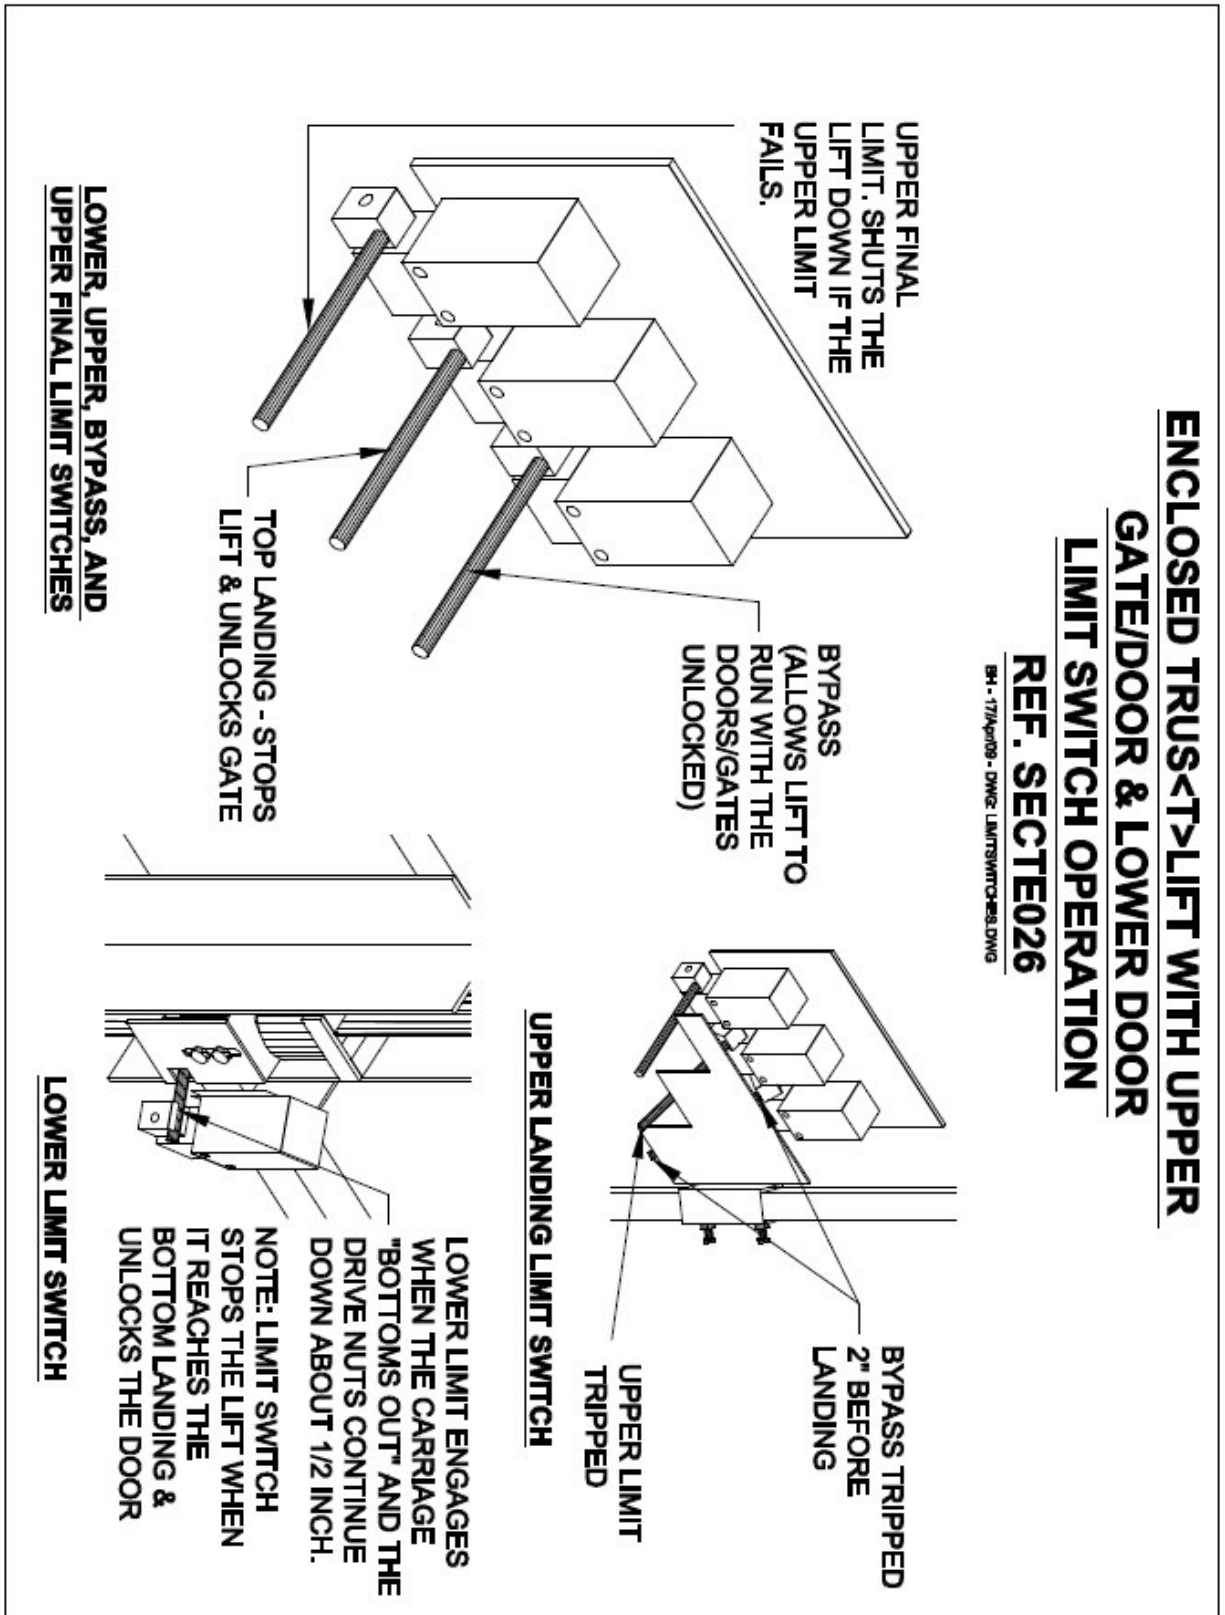 ENCLOSED TRUS<T>LIFT WITH UPPER
GATE/DOOR & LOWER DOOR
LIMIT SWITCH OPERATION
REF. SECTE026
BH - 17/Apr/09 - DWG: LIMITSWITCHES.DWG
UPPER FINAL
LIMIT. SHUTS THE
LIFT DOWN IF THE
UPPER LIMIT
FAILS.
BYPASS
(ALLOWS LIFT TO
RUN WITH THE
DOORS/GATES
UNLOCKED)
TOP LANDING - STOPS
LIFT & UNLOCKS GATE
LOWER, UPPER, BYPASS, AND
UPPER FINAL LIMIT SWITCHES
BYPASS TRIPPED
2" BEFORE
LANDING
UPPER LIMIT
TRIPPED
UPPER LANDING LIMIT SWITCH
LOWER LIMIT ENGAGES
WHEN THE CARRIAGE
"BOTTOMS OUT" AND THE
DRIVE NUTS CONTINUE
DOWN ABOUT 1/2 INCH.
NOTE: LIMIT SWITCH
STOPS THE LIFT WHEN
IT REACHES THE
BOTTOM LANDING &
UNLOCKS THE DOOR
LOWER LIMIT SWITCH